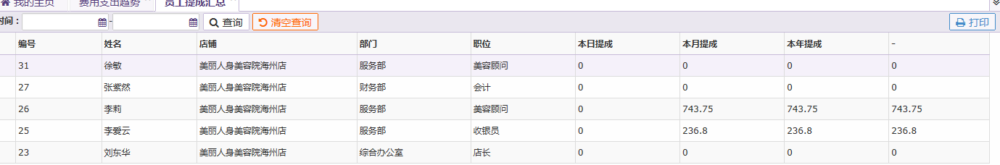 我的主页 费用支出趋势 员工提成汇总
时间： - 查询 清空查询 打印
编号 姓名 店铺 部门 职位 本日提成 本月提成 本年提成 -
31 徐敏 美丽人身美容院海州店 服务部 美容顾问 0 0 0 0
27 张紫然 美丽人身美容院海州店 财务部 会计 0 0 0 0
26 李莉 美丽人身美容院海州店 服务部 美容顾问 0 743.75 743.75 743.75
25 李爱云 美丽人身美容院海州店 服务部 收银员 0 236.8 236.8 236.8
23 刘东华 美丽人身美容院海州店 综合办公室 店长 0 0 0 0